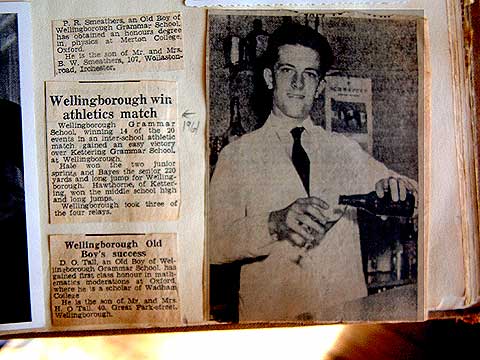 P. R. Smeathers, an Old Boy of
Wellingborough Grammar School,
has obtained an honours degree
in physics at Merton College,
Oxford.
He is the son of Mr. and Mrs.
B. W. Smeathers, 107, Wollaston-
road, Irchester.
Wellingborough win
athletics match
Wellingborough Grammar
School, winning 14 of the 20
events in an inter-school athletic
match gained an easy victory
over Kettering Grammar School,
at Wellingborough.
Hale won the two junior
sprints and Bayes the senior 220
yards and long jump for Welling-
borough. Hawthorne, of Ketter-
ing, won the middle school high
and long jumps.
Wellingborough took three of
the four relays.
1961
Wellingborough Old
Boy's success
D. O. Tall, an Old Boy of Wel-
lingborough Grammar School, has
gained first class honour in math-
ematics moderations at Oxford,
where he is a scholar of Wadham
College
He is the son of Mr. and Mrs.
H. O Tall, 40, Great Park-street,
Wellingborough.